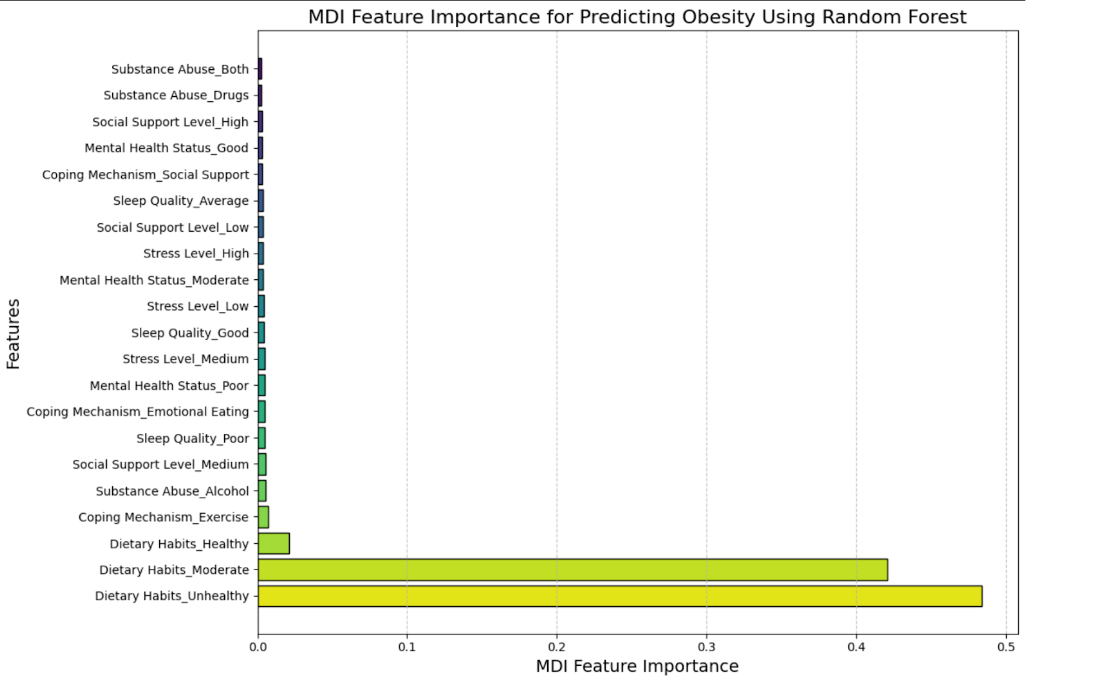 MDI Feature Importance for Predicting Obesity Using Random Forest
Substance Abuse_Both
Substance Abuse_Drugs
Social Support Level_High
Mental Health Status_Good
Coping Mechanism_Social Support
Sleep Quality_Average
Social Support Level_Low
Stress Level_High
Mental Health Status_Moderate
Stress Level_Low
Sleep Quality_Good
Stress Level_Medium
Mental Health Status_Poor
Coping Mechanism_Emotional Eating
Sleep Quality_Poor
Social Support Level_Medium
Substance Abuse_Alcohol
Coping Mechanism_Exercise
Dietary Habits_Healthy
Dietary Habits_Moderate
Dietary Habits_Unhealthy
Features
0.0 0.1 0.2 0.3 0.4 0.5
MDI Feature Importance